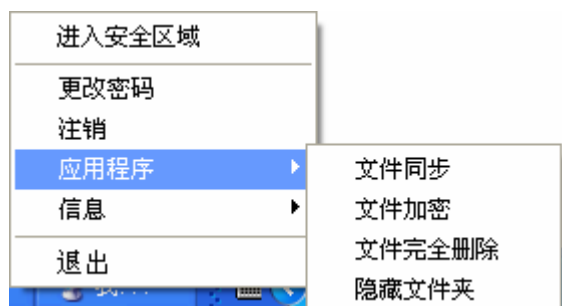 进入安全区域
更改密码
注销
应用程序
信息
退出
文件同步
文件加密
文件完全删除
隐藏文件夹